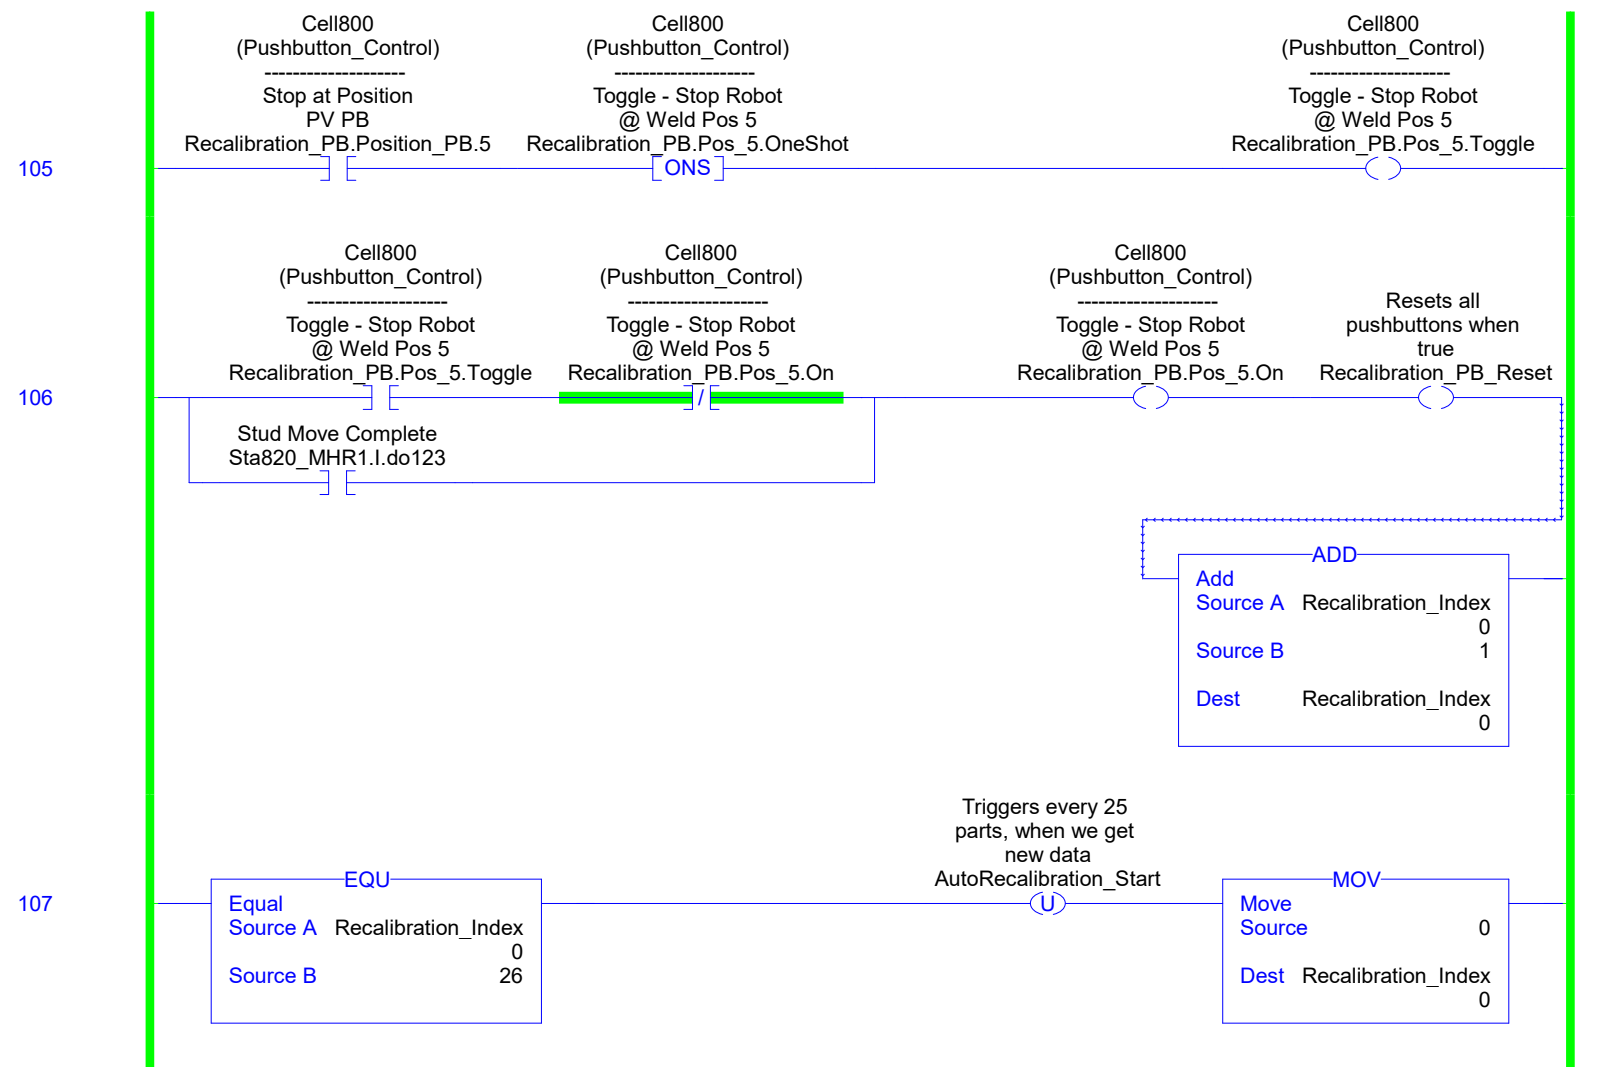 Cell800
(Pushbutton_Control)
--------------------
Stop at Position
PV PB
Recalibration_PB.Position_PB.5
Cell800
(Pushbutton_Control)
--------------------
Toggle - Stop Robot
@ Weld Pos 5
Recalibration_PB.Pos_5.OneShot
Cell800
(Pushbutton_Control)
--------------------
Toggle - Stop Robot
@ Weld Pos 5
Recalibration_PB.Pos_5.Toggle
105
ONS
Cell800
(Pushbutton_Control)
--------------------
Toggle - Stop Robot
@ Weld Pos 5
Recalibration_PB.Pos_5.Toggle
Cell800
(Pushbutton_Control)
--------------------
Toggle - Stop Robot
@ Weld Pos 5
Recalibration_PB.Pos_5.On
Cell800
(Pushbutton_Control)
--------------------
Toggle - Stop Robot
@ Weld Pos 5
Recalibration_PB.Pos_5.On
Resets all
pushbuttons when
true
Recalibration_PB_Reset
106
/
Stud Move Complete
Sta820_MHR1.I.do123
ADD
Add
Source A Recalibration_Index
0
Source B 1
Dest Recalibration_Index
0
Triggers every 25
parts, when we get
new data
AutoRecalibration_Start
107
EQU
Equal
Source A Recalibration_Index
0
Source B 26
U
MOV
Move
Source 0
Dest Recalibration_Index
0